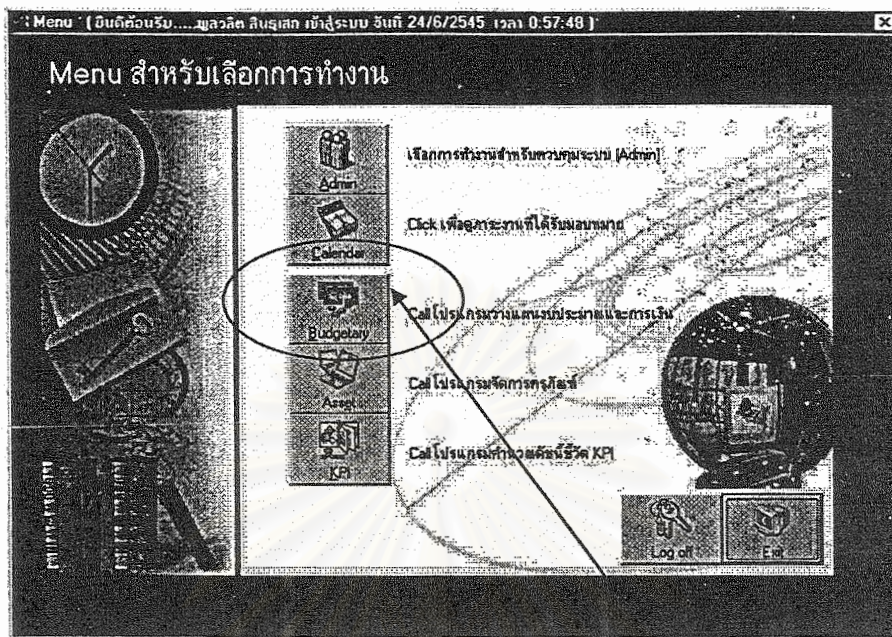 Menu ( ยินดีต้อนรับ.....พูลวลิต สินธุเสก เข้าสู่ระบบ วันที่ 24/6/2545 เวลา 0:57:48 )
Menu สำหรับเลือกการทำงาน
Admin
เลือกการทำงานสำหรับควบคุมระบบ [Admin]
Calendar
Click เพื่อดูภาระงานที่ได้รับมอบหมาย
Budgetary
Call โปรแกรมวางแผนงบประมาณและการเงิน
Asset
Call โปรแกรมจัดการครุภัณฑ์
KPI
Call โปรแกรมคำนวณดัชนีชี้วัด KPI
Log off
Exit